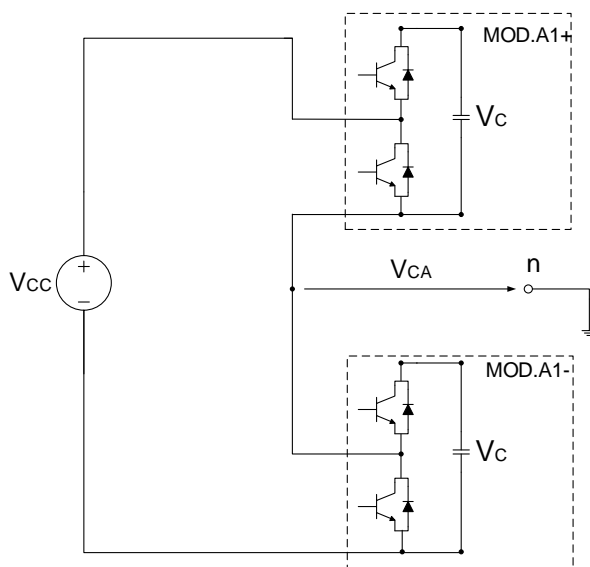 MOD.A1+
VC
VCA
n
VCC
+
−
MOD.A1-
VC